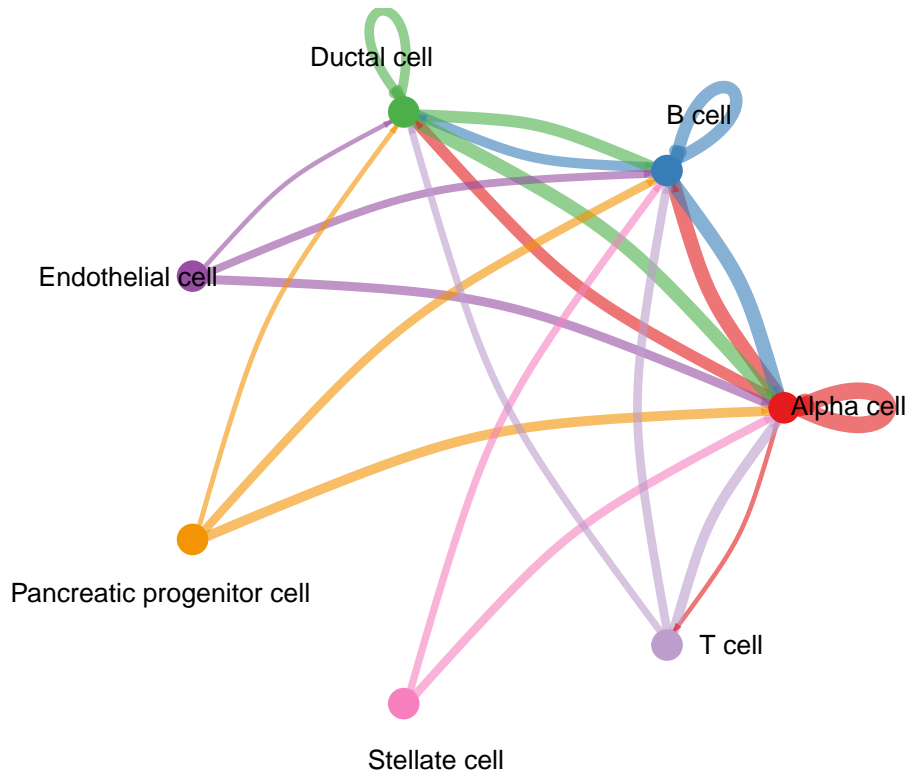 Ductal cell
B cell
Endothelial cell
Alpha cell
Pancreatic progenitor cell
T cell
Stellate cell